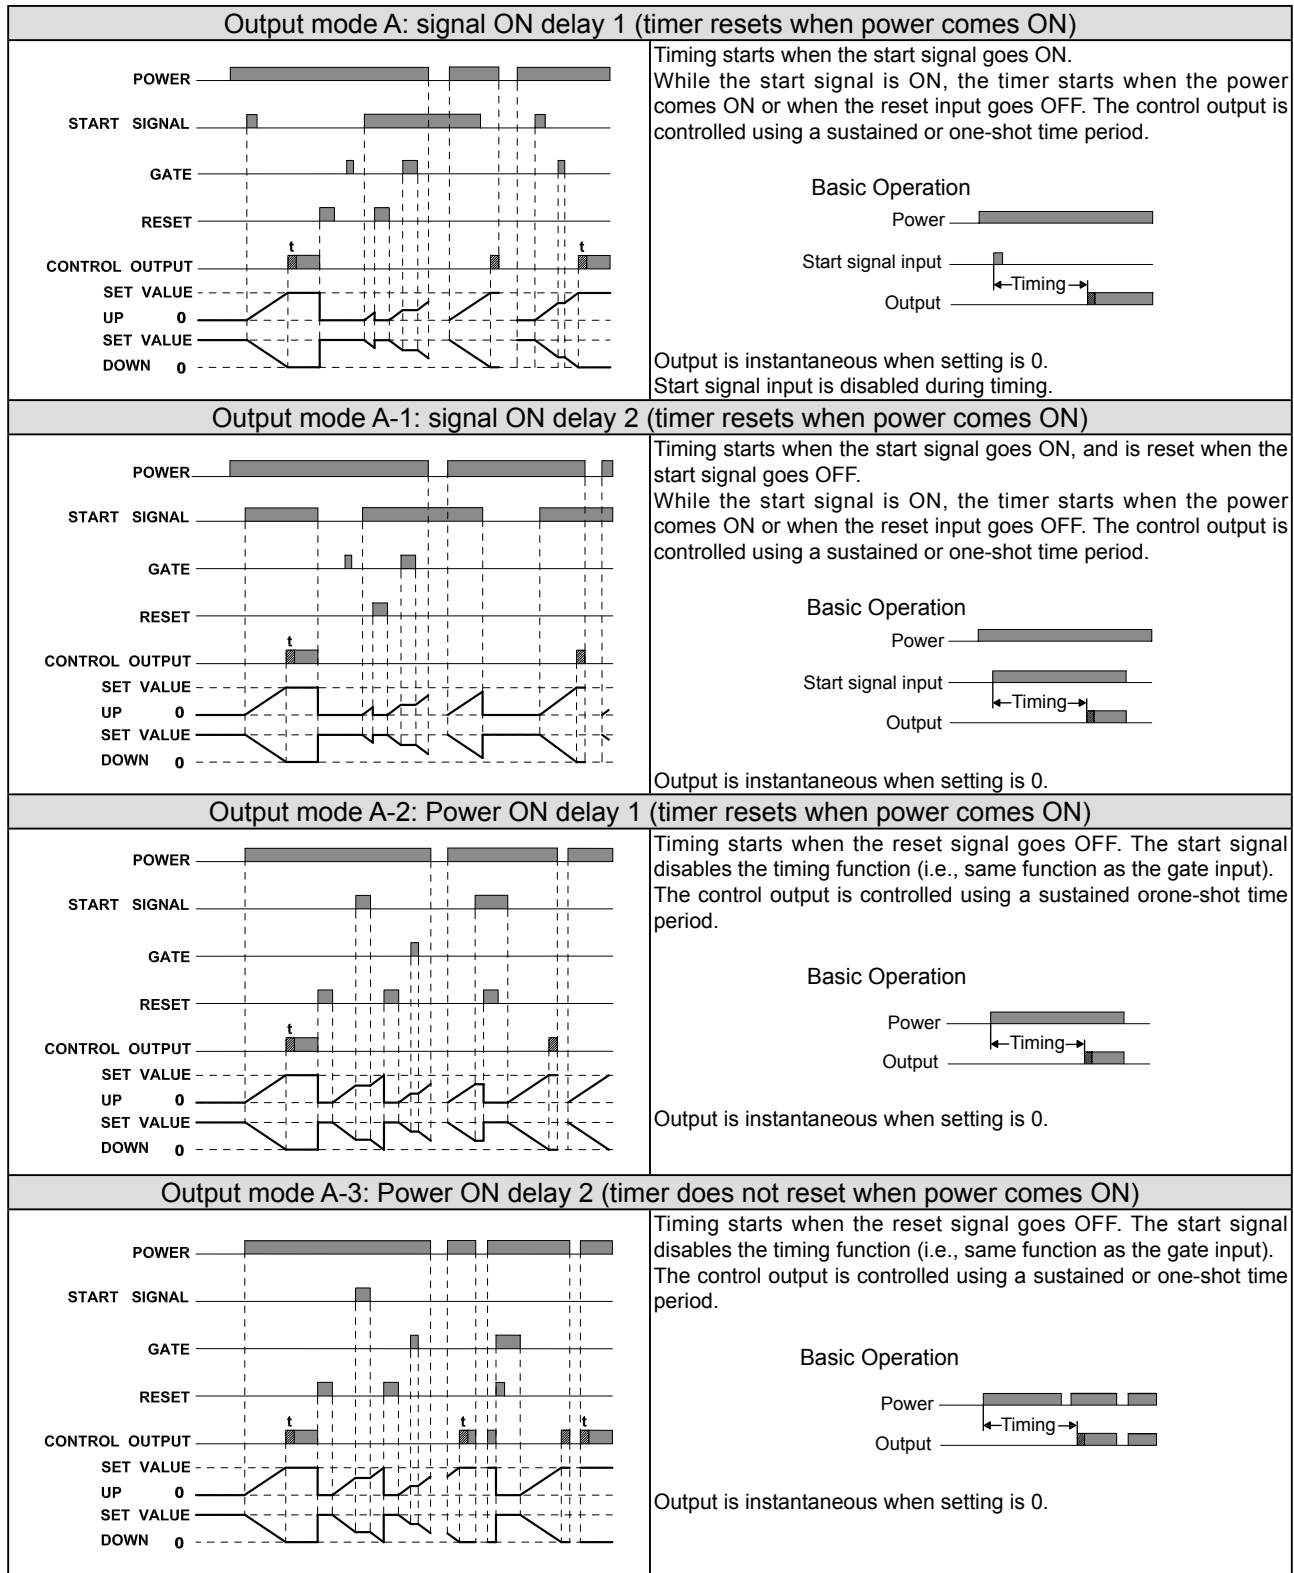 Output mode A: signal ON delay 1 (timer resets when power comes ON)
POWER
START SIGNAL
GATE
RESET
t
t
CONTROL OUTPUT
SET VALUE
UP 0
SET VALUE
DOWN 0
Timing starts when the start signal goes ON.
While the start signal is ON, the timer starts when the power
comes ON or when the reset input goes OFF. The control output is
controlled using a sustained or one-shot time period.
Basic Operation
Power
Start signal input
Timing
Output
Output is instantaneous when setting is 0.
Start signal input is disabled during timing.
Output mode A-1: signal ON delay 2 (timer resets when power comes ON)
POWER
START SIGNAL
GATE
RESET
t
CONTROL OUTPUT
SET VALUE
UP 0
SET VALUE
DOWN 0
Timing starts when the start signal goes ON, and is reset when the
start signal goes OFF.
While the start signal is ON, the timer starts when the power
comes ON or when the reset input goes OFF. The control output is
controlled using a sustained or one-shot time period.
Basic Operation
Power
Start signal input
Timing
Output
Output is instantaneous when setting is 0.
Output mode A-2: Power ON delay 1 (timer resets when power comes ON)
POWER
START SIGNAL
GATE
RESET
t
CONTROL OUTPUT
SET VALUE
UP 0
SET VALUE
DOWN 0
Timing starts when the reset signal goes OFF. The start signal
disables the timing function (i.e., same function as the gate input).
The control output is controlled using a sustained orone-shot time
period.
Basic Operation
Power
Timing
Output
Output is instantaneous when setting is 0.
Output mode A-3: Power ON delay 2 (timer does not reset when power comes ON)
POWER
START SIGNAL
GATE
RESET
t
t
t
CONTROL OUTPUT
SET VALUE
UP 0
SET VALUE
DOWN 0
Timing starts when the reset signal goes OFF. The start signal
disables the timing function (i.e., same function as the gate input).
The control output is controlled using a sustained or one-shot time
period.
Basic Operation
Power
Timing
Output
Output is instantaneous when setting is 0.